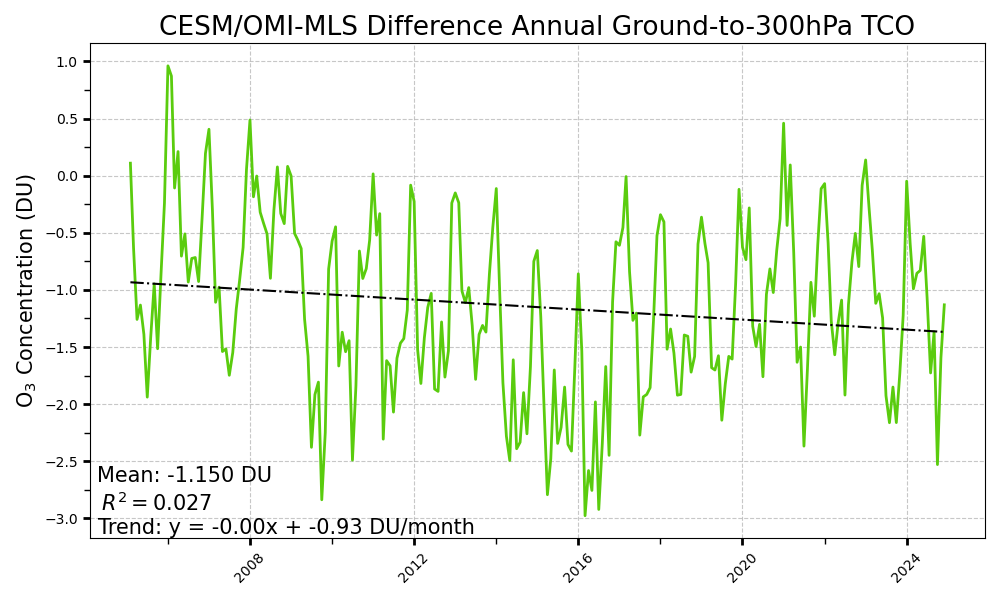 CESM/OMI-MLS Difference Annual Ground-to-300hPa TCO
O₃ Concentration (DU)
1.0
0.5
0.0
−0.5
−1.0
−1.5
−2.0
−2.5
−3.0
Mean: -1.150 DU
R² = 0.027
Trend: y = -0.00x + -0.93 DU/month
2008
2012
2016
2020
2024